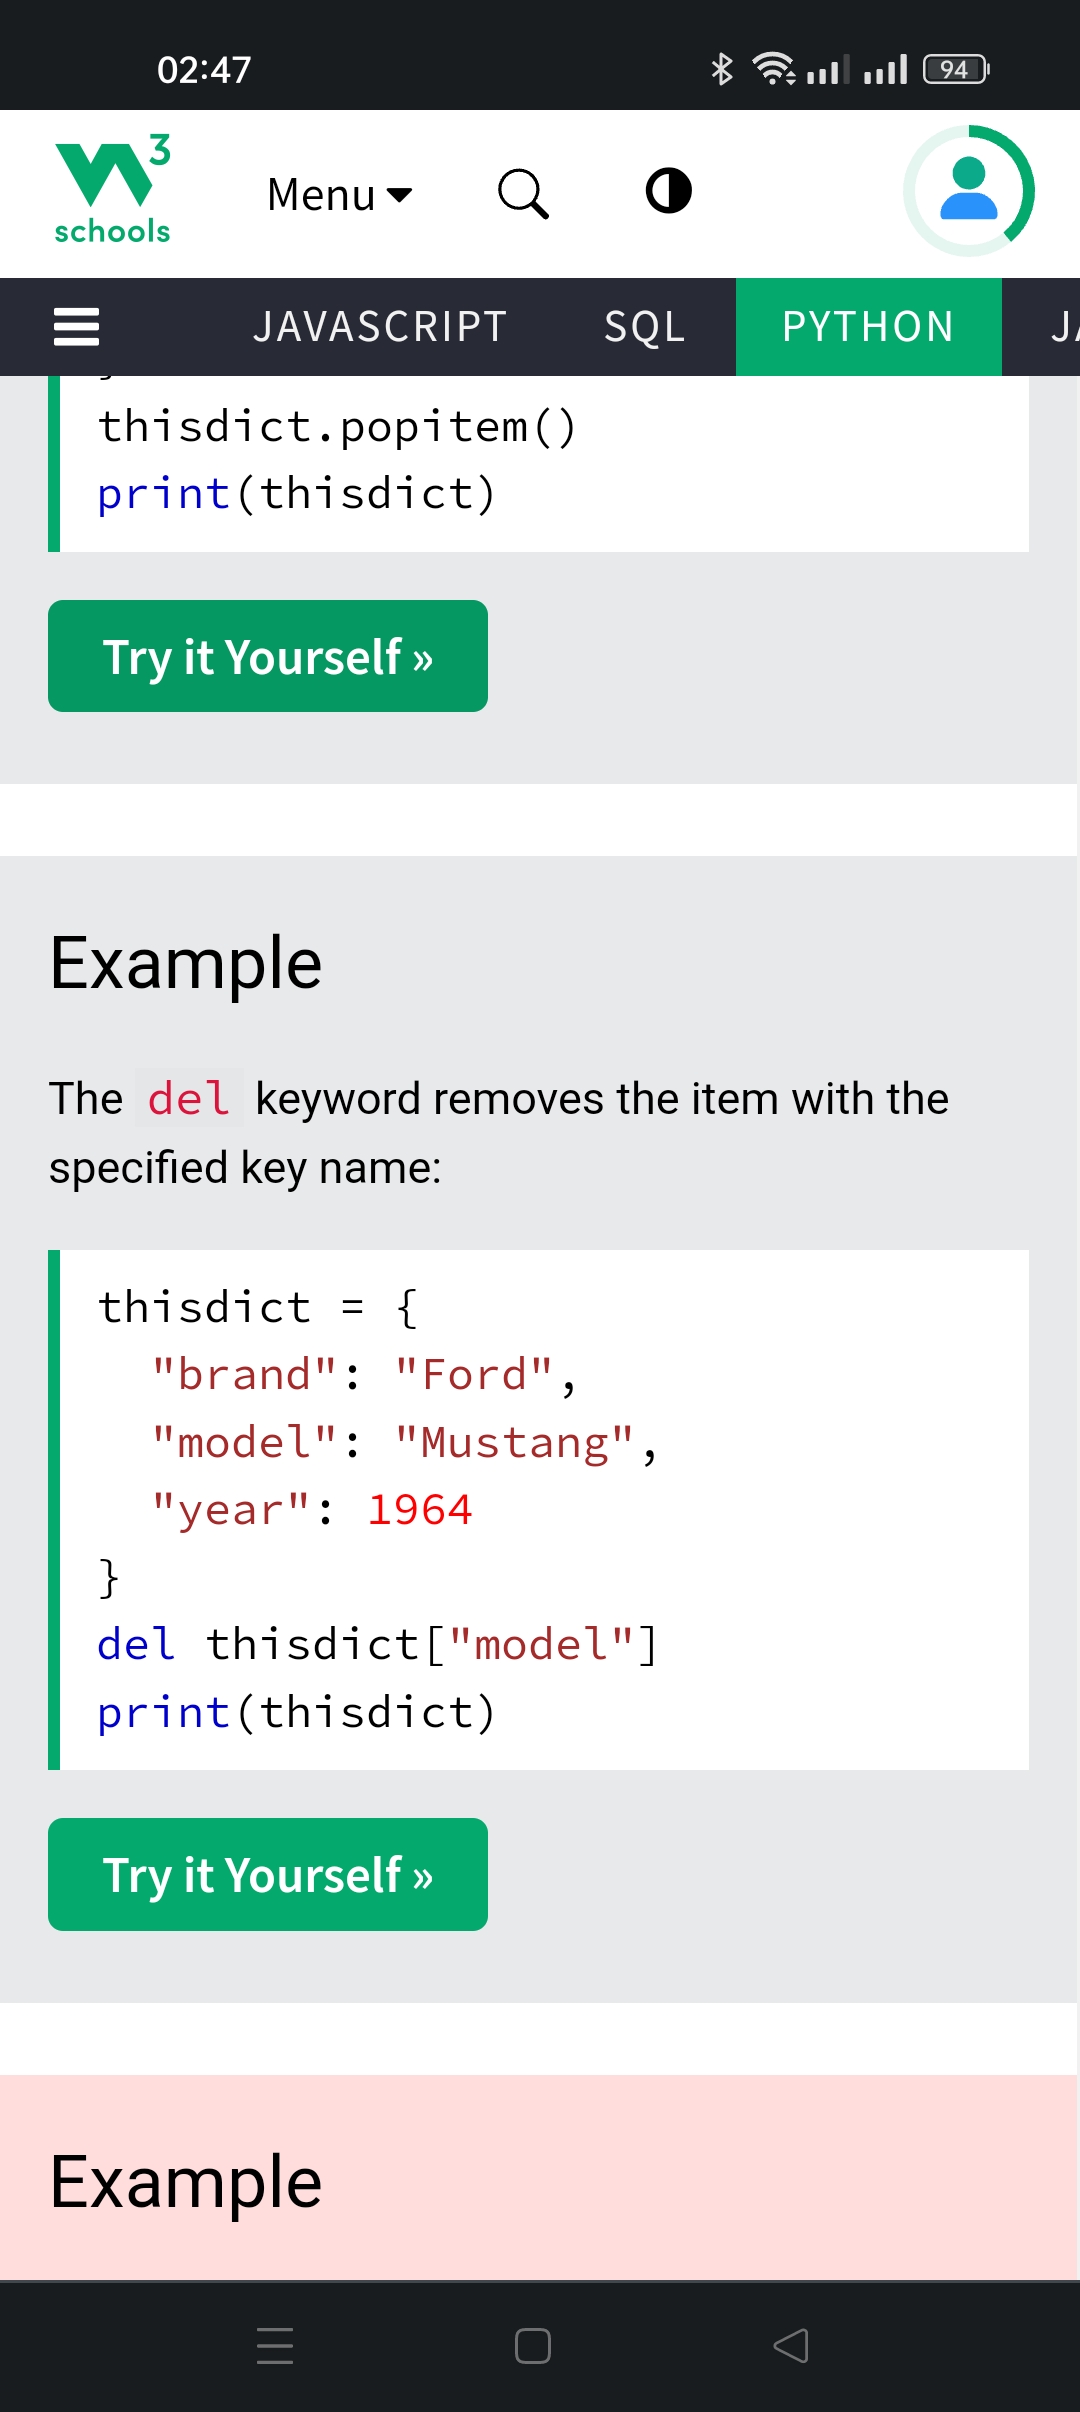 02:47
94
W3
schools
Menu
JAVASCRIPT SQL PYTHON
thisdict.popitem()
print(thisdict)
Try it Yourself »
Example
The del keyword removes the item with the
specified key name:
thisdict = {
  "brand": "Ford",
  "model": "Mustang",
  "year": 1964
}
del thisdict["model"]
print(thisdict)
Try it Yourself »
Example